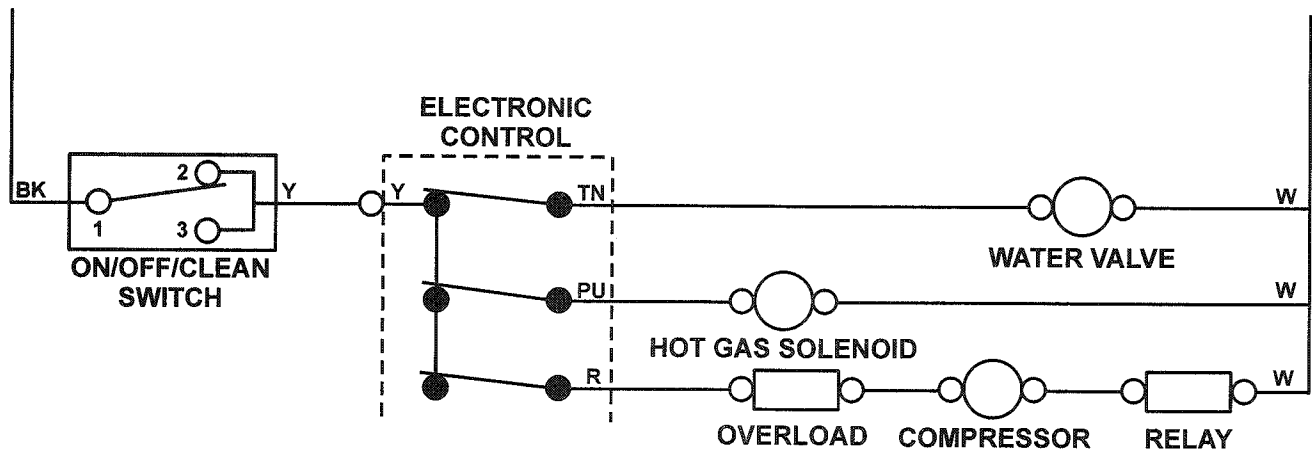 ELECTRONIC
CONTROL
BK
1
2
3
Y
Y
TN
W
ON/OFF/CLEAN
SWITCH
WATER VALVE
PU
W
HOT GAS SOLENOID
R
W
OVERLOAD
COMPRESSOR
RELAY